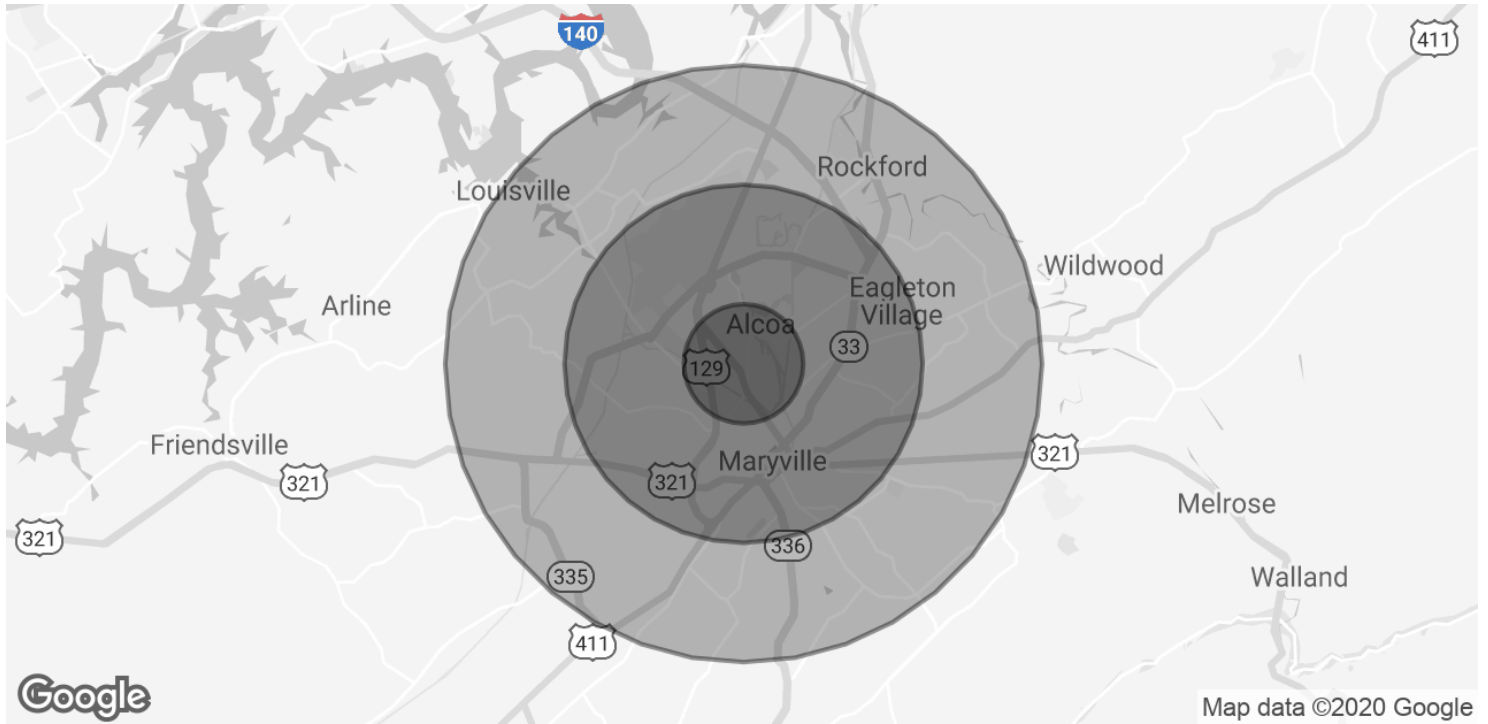 140
411
Rockford
Louisville
Wildwood
Eagleton
Village
Arline
Alcoa
33
129
Friendsville
321
Maryville
321
321
Melrose
321
336
335
Walland
411
Google
Map data ©2020 Google